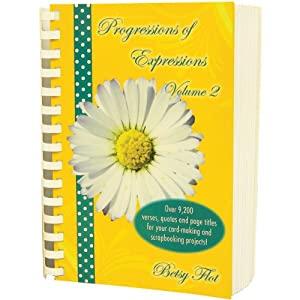 Progressions of
Expressions
Volume 2
Over 9,200
verses, quotes and page titles
for your card-making and
scrapbooking projects!
Betsy Flot